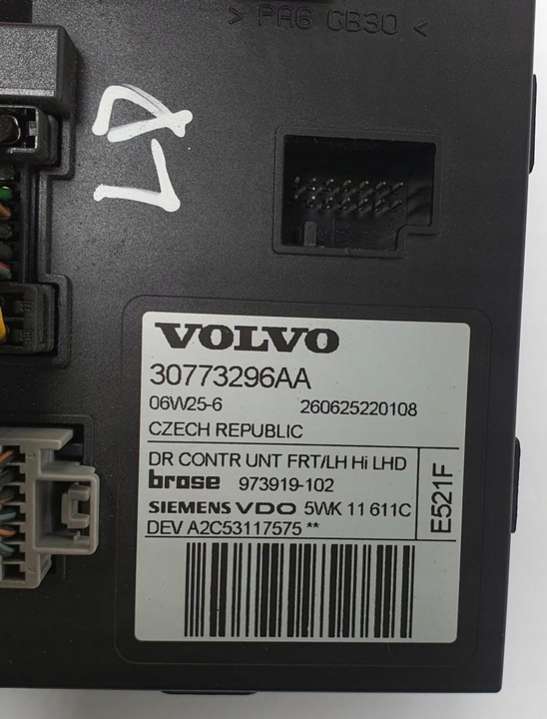 > PA6 GB30 <
LD
VOLVO
30773296AA
06W25-6 260625220108
CZECH REPUBLIC
DR CONTR UNT FRT/LH Hi LHD
brose 973919-102
SIEMENS VDO 5WK 11 611C
DEV A2C53117575 **
E521F